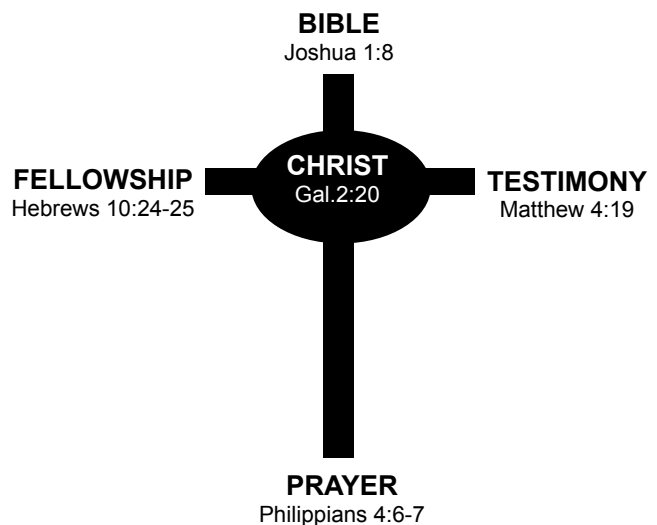 BIBLE
Joshua 1:8
CHRIST
Gal.2:20
FELLOWSHIP
Hebrews 10:24-25
TESTIMONY
Matthew 4:19
PRAYER
Philippians 4:6-7